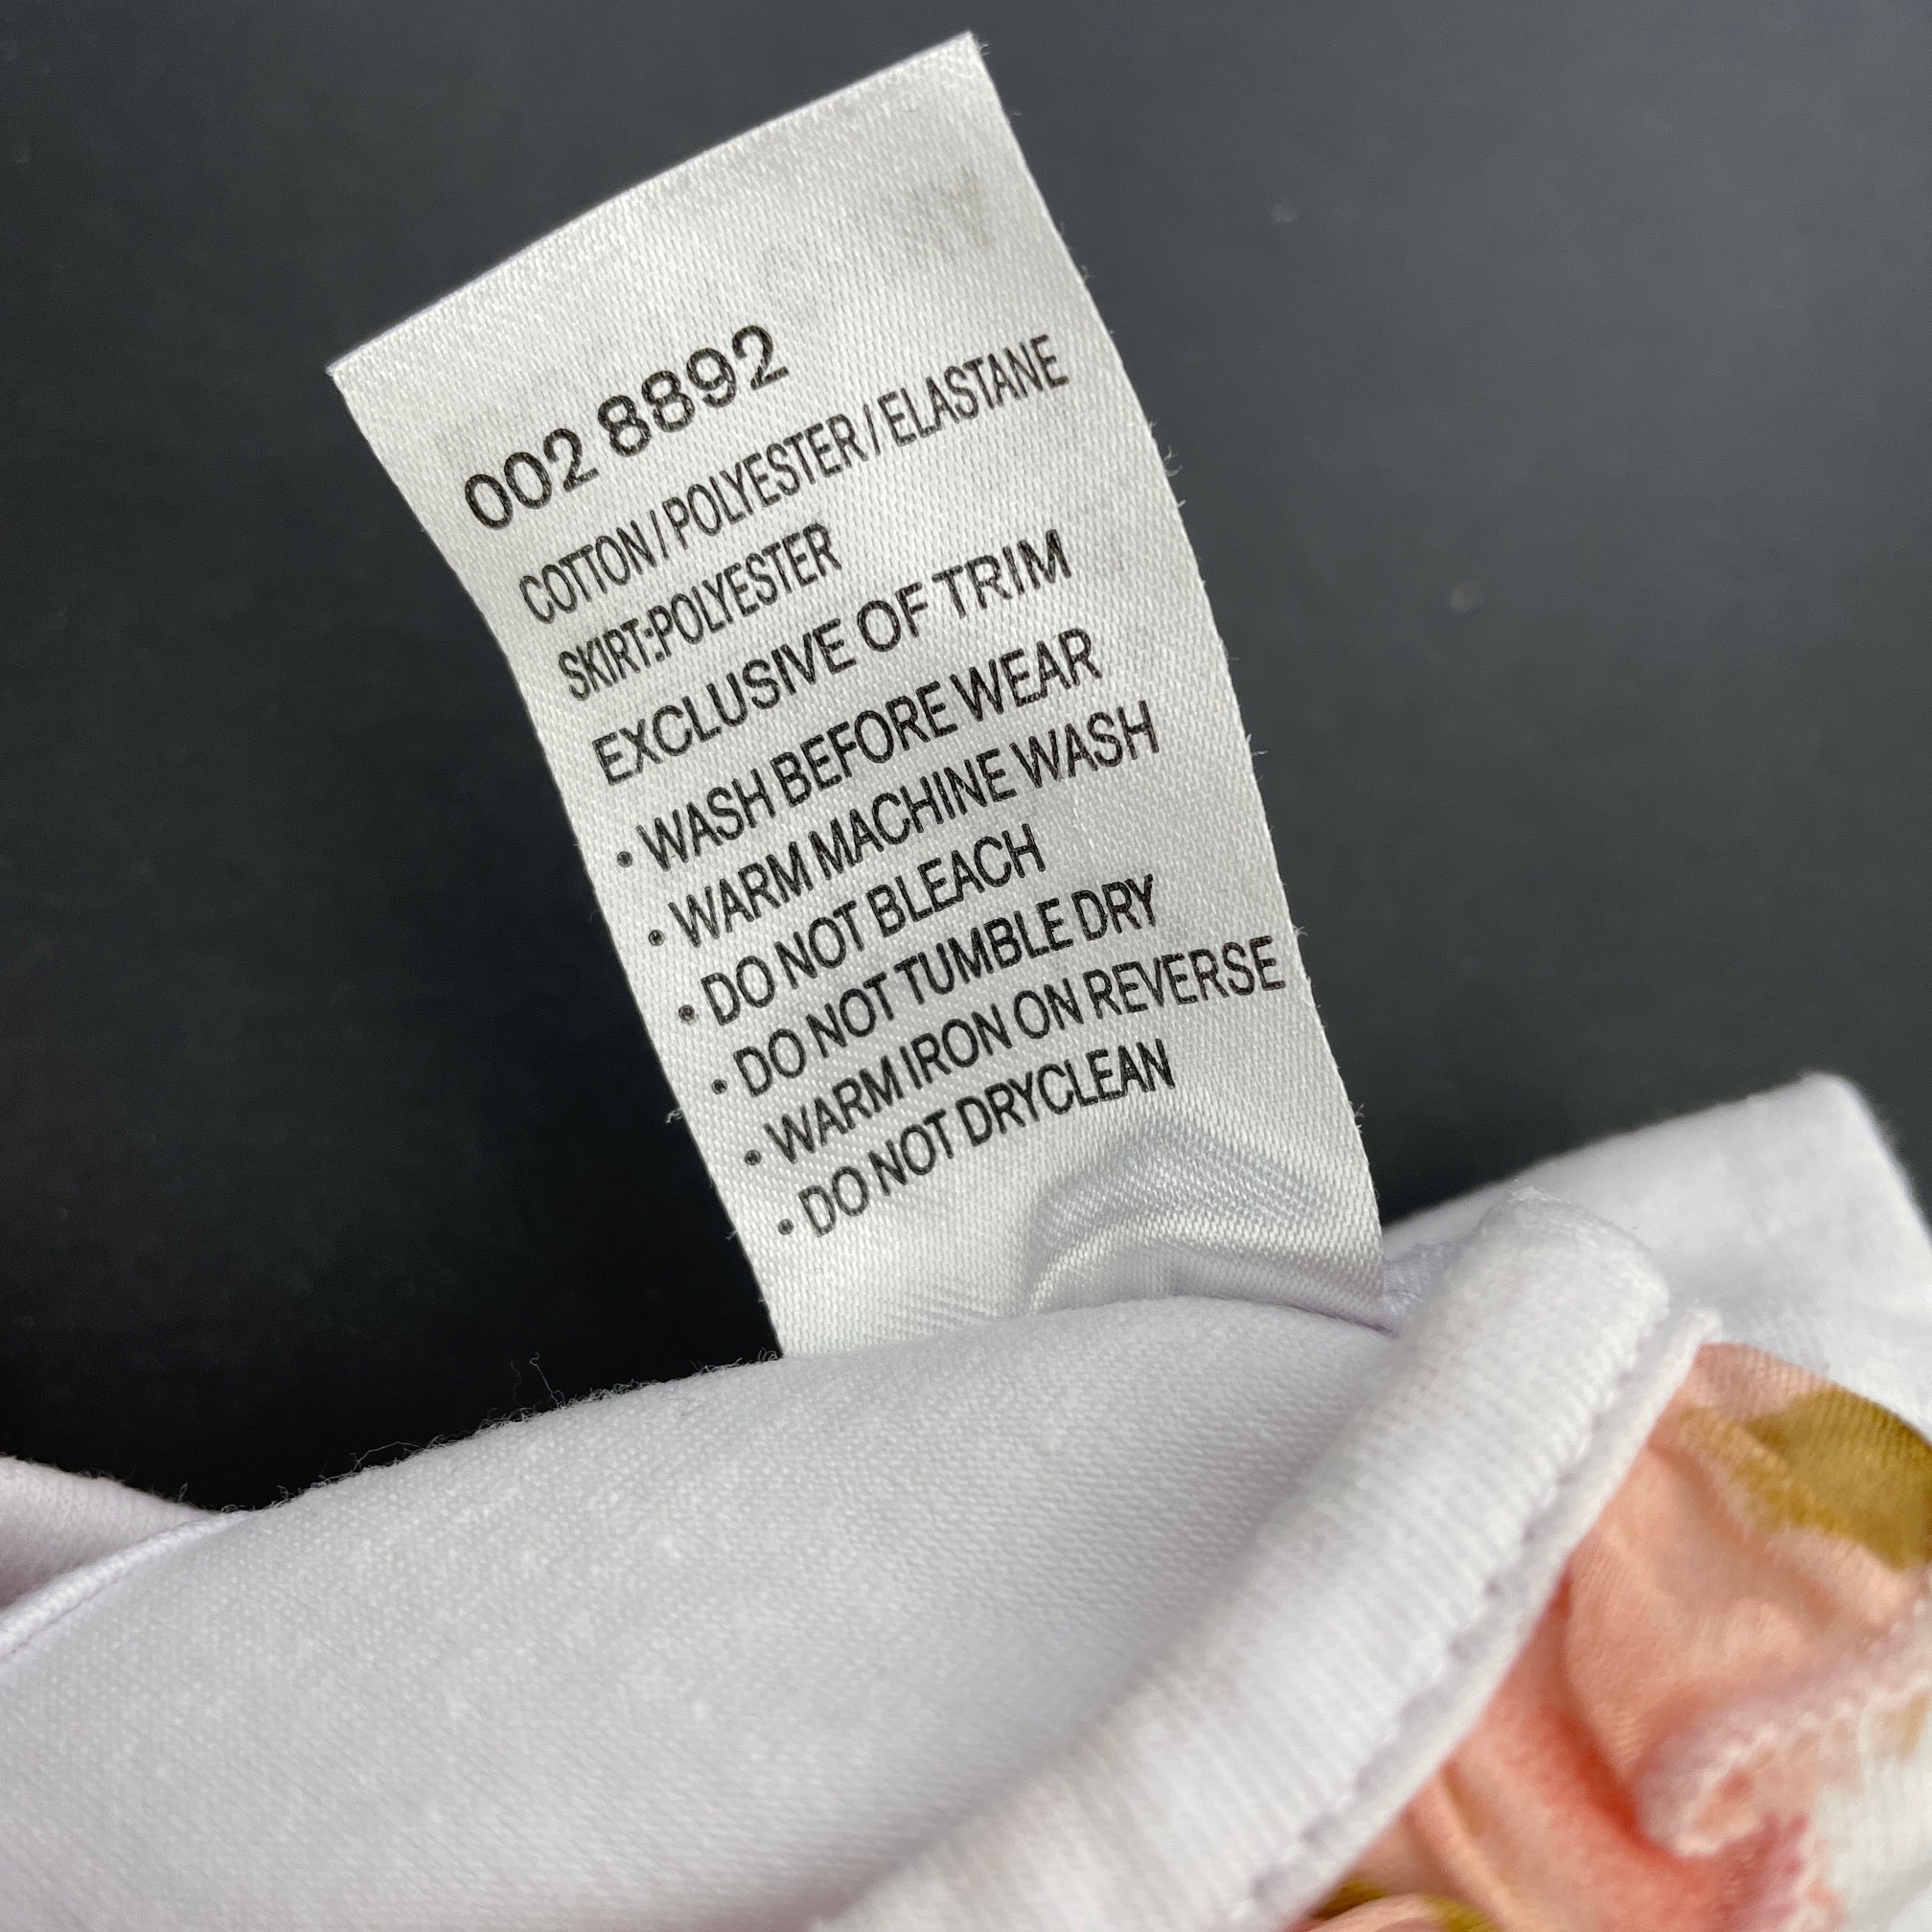 002 8892
COTTON / POLYESTER / ELASTANE
SKIRT:POLYESTER
EXCLUSIVE OF TRIM
• WASH BEFORE WEAR
• WARM MACHINE WASH
• DO NOT BLEACH
• DO NOT TUMBLE DRY
• WARM IRON ON REVERSE
• DO NOT DRYCLEAN